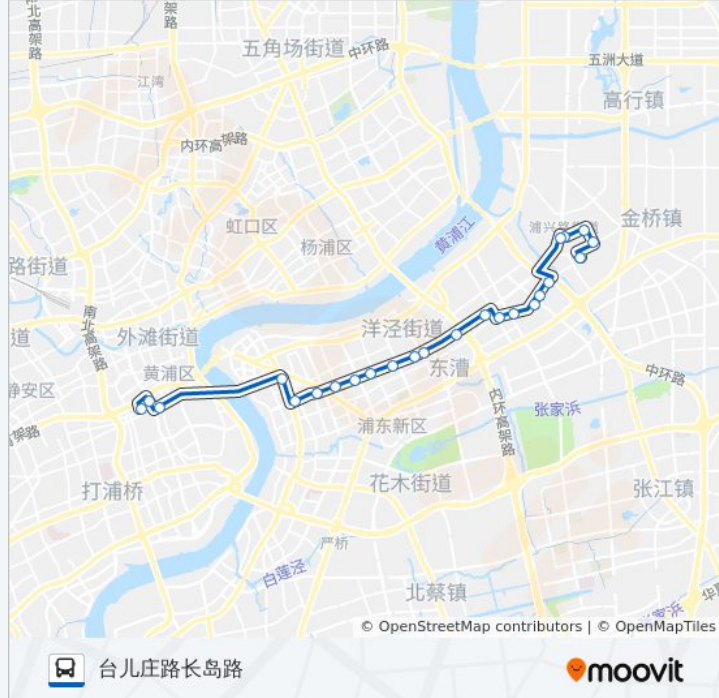 南北高架路
架路
五角场街道
中环路
五洲大道
江湾
高行镇
内环高架路
虹口区
杨浦区
黄浦江
金桥镇
路街道
南北高架路
道
外滩街道
洋泾街道
黄浦区
静安区
东漕
中环路
架路
内环高架路
张家浜
浦东新区
打浦桥
花木街道
张江镇
严桥
白莲泾
北蔡镇
© OpenStreetMap contributors | © OpenMapTiles
台儿庄路长岛路
moovit